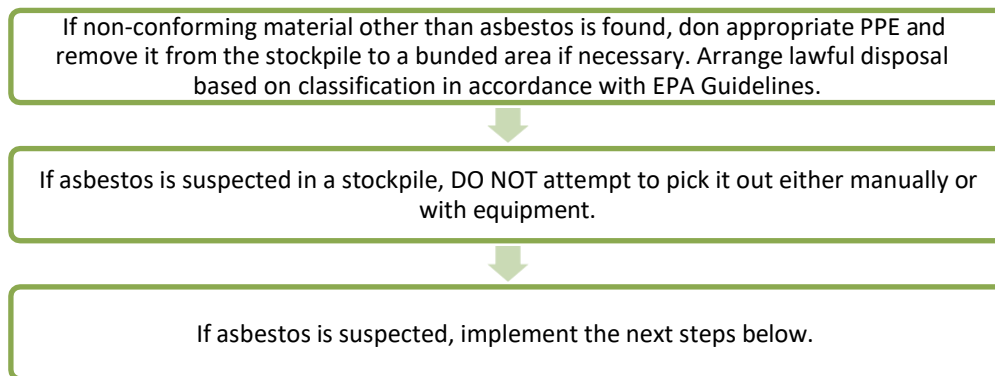 If non-conforming material other than asbestos is found, don appropriate PPE and
remove it from the stockpile to a bunded area if necessary. Arrange lawful disposal
based on classification in accordance with EPA Guidelines.
If asbestos is suspected in a stockpile, DO NOT attempt to pick it out either manually or
with equipment.
If asbestos is suspected, implement the next steps below.